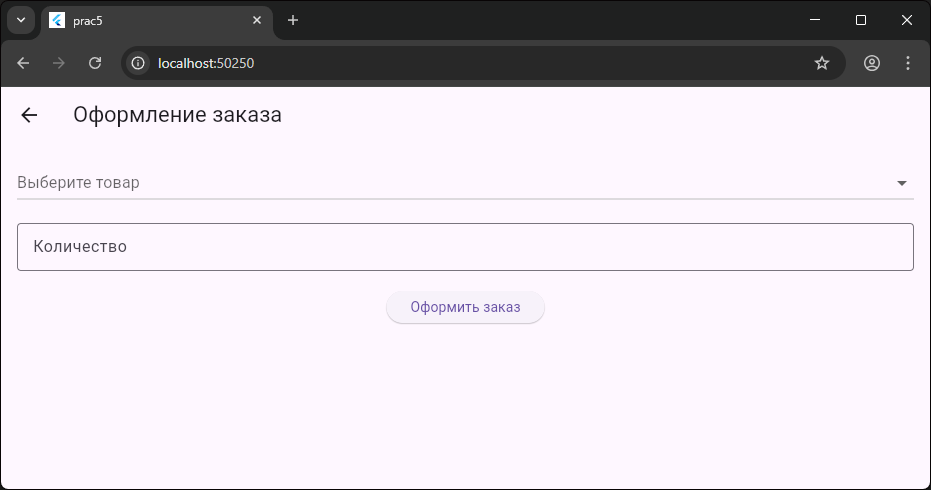 prac5
localhost:50250
Оформление заказа
Выберите товар
Количество
Оформить заказ